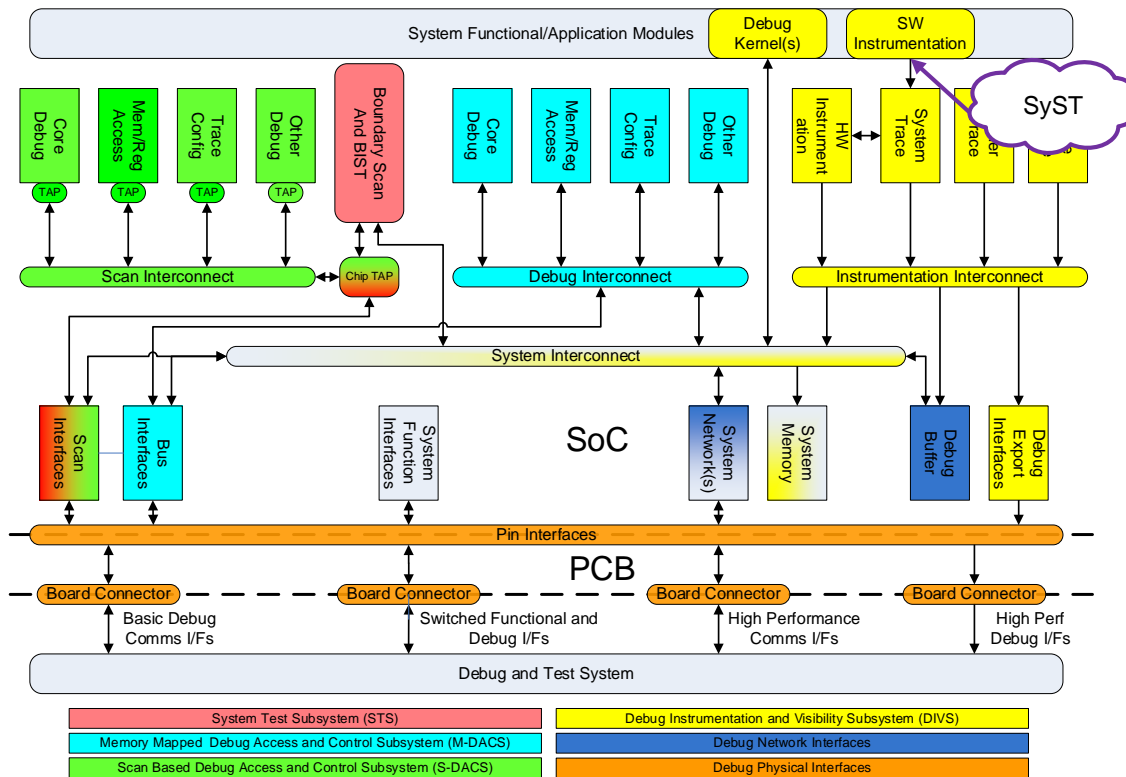 System Functional/Application Modules
Debug
Kernel(s)
SW
Instrumentation
SyST
Core
Debug
TAP
Mem/Reg
Access
TAP
Trace
Config
TAP
Other
Debug
TAP
Boundary Scan
And BIST
Core
Debug
Mem/Reg
Access
Trace
Config
Other
Debug
HW
Instrument
ation
System
Trace
Trace
Scan Interconnect
Chip TAP
Debug Interconnect
Instrumentation Interconnect
System Interconnect
Scan
Interfaces
Bus
Interfaces
System
Function
Interfaces
SoC
System
Network(s)
System
Memory
Debug
Buffer
Debug
Export
Interfaces
Pin Interfaces
PCB
Board Connector
Board Connector
Board Connector
Board Connector
Basic Debug
Comms I/Fs
Switched Functional and
Debug I/Fs
High Performance
Comms I/Fs
High Perf
Debug I/Fs
Debug and Test System
System Test Subsystem (STS)
Debug Instrumentation and Visibility Subsystem (DIVS)
Memory Mapped Debug Access and Control Subsystem (M-DACS)
Debug Network Interfaces
Scan Based Debug Access and Control Subsystem (S-DACS)
Debug Physical Interfaces